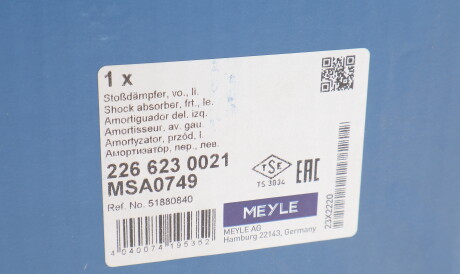 1 x
Stoßdämpfer, vo., li.
Shock absorber, frt., le.
Amortiguador del. izq.
Amortisseur, av. gau.
Amortyzator, przód, l.
Амортизатор, пер., лев.
226 623 0021
MSA0749
Ref. No. 51880640
TSE
TS 3034
EAC
MEYLE
MEYLE AG
Hamburg 22143, Germany
23X2220
4 040074 195352